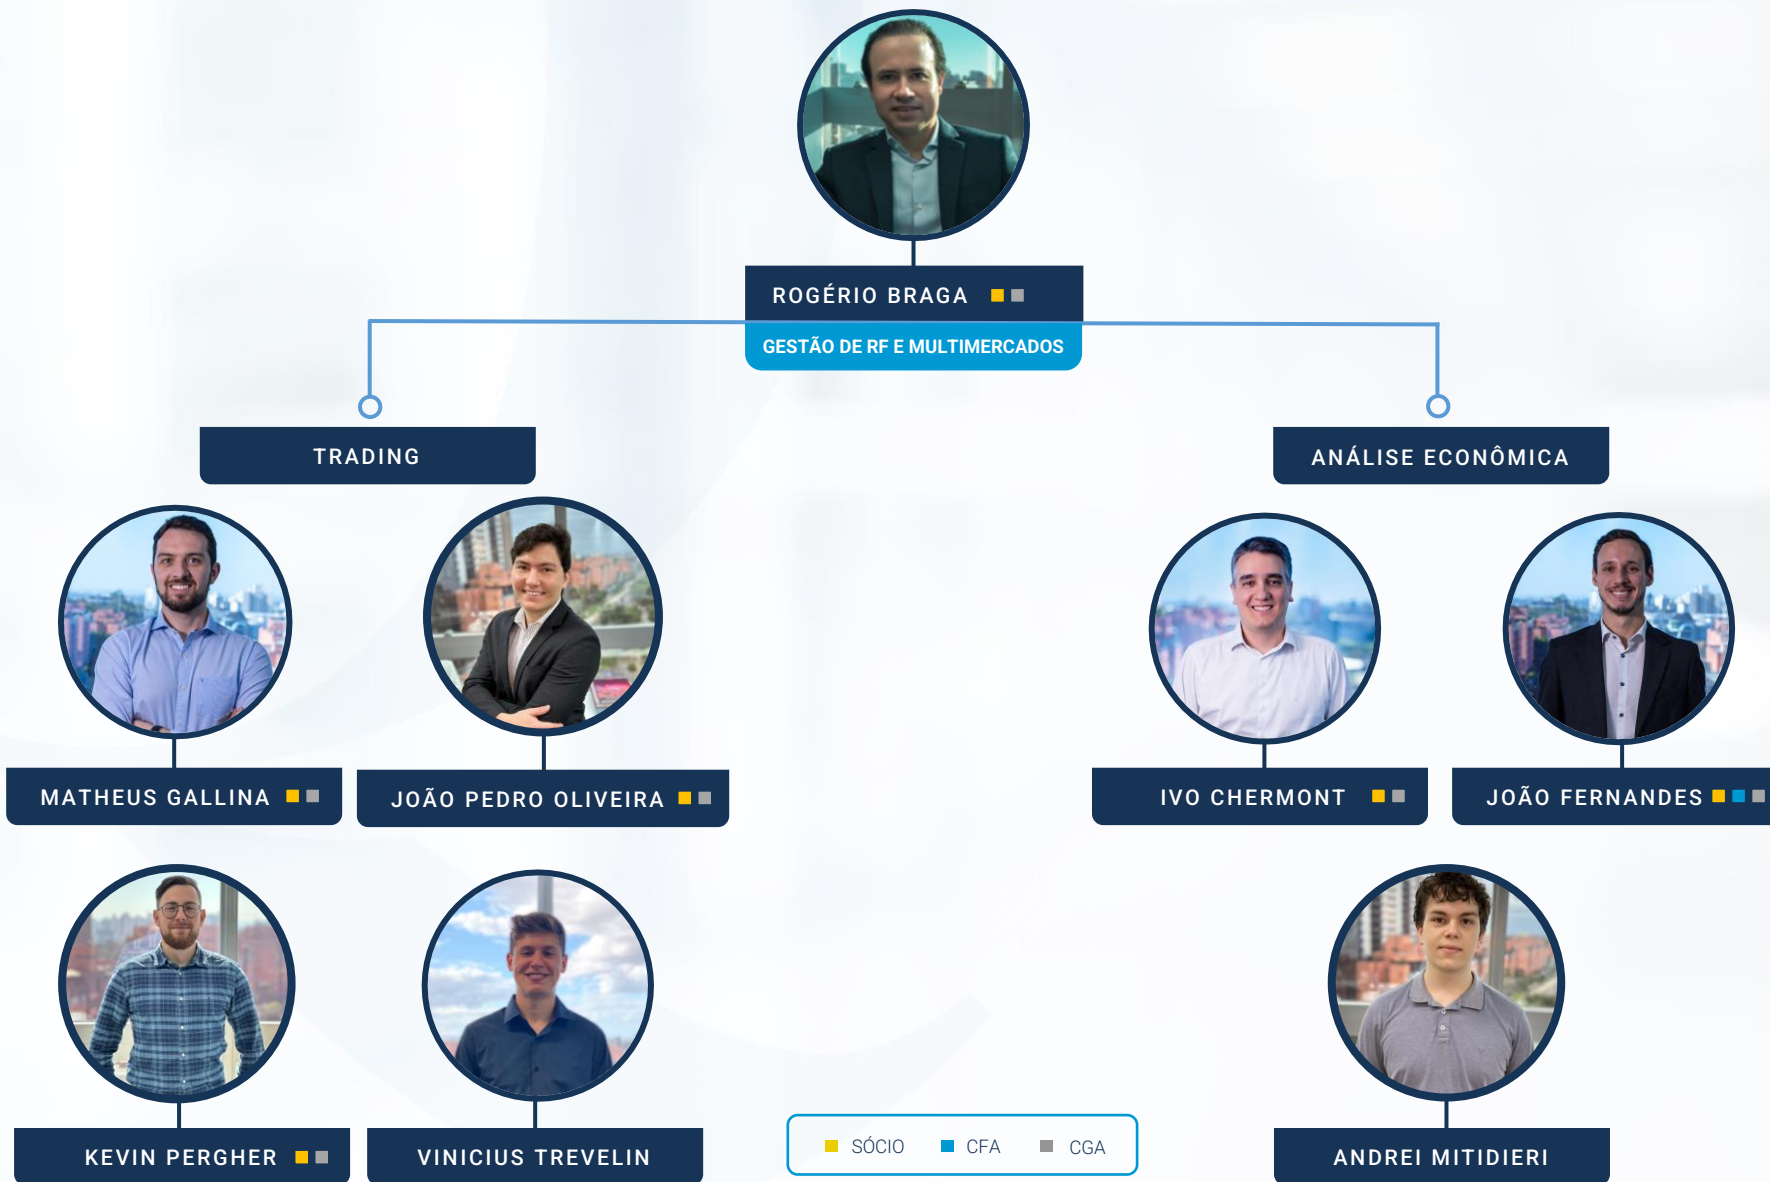 ROGÉRIO BRAGA
GESTÃO DE RF E MULTIMERCADOS
TRADING
ANÁLISE ECONÔMICA
MATHEUS GALLINA
JOÃO PEDRO OLIVEIRA
IVO CHERMONT
JOÃO FERNANDES
KEVIN PERGHER
VINICIUS TREVELIN
SÓCIO
CFA
CGA
ANDREI MITIDIERI